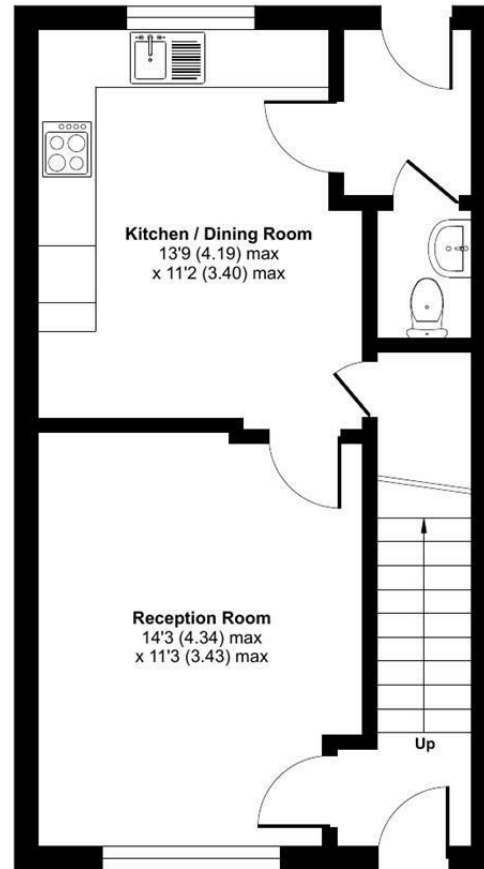 Kitchen / Dining Room
13'9 (4.19) max
x 11'2 (3.40) max
Reception Room
14'3 (4.34) max
x 11'3 (3.43) max
Up